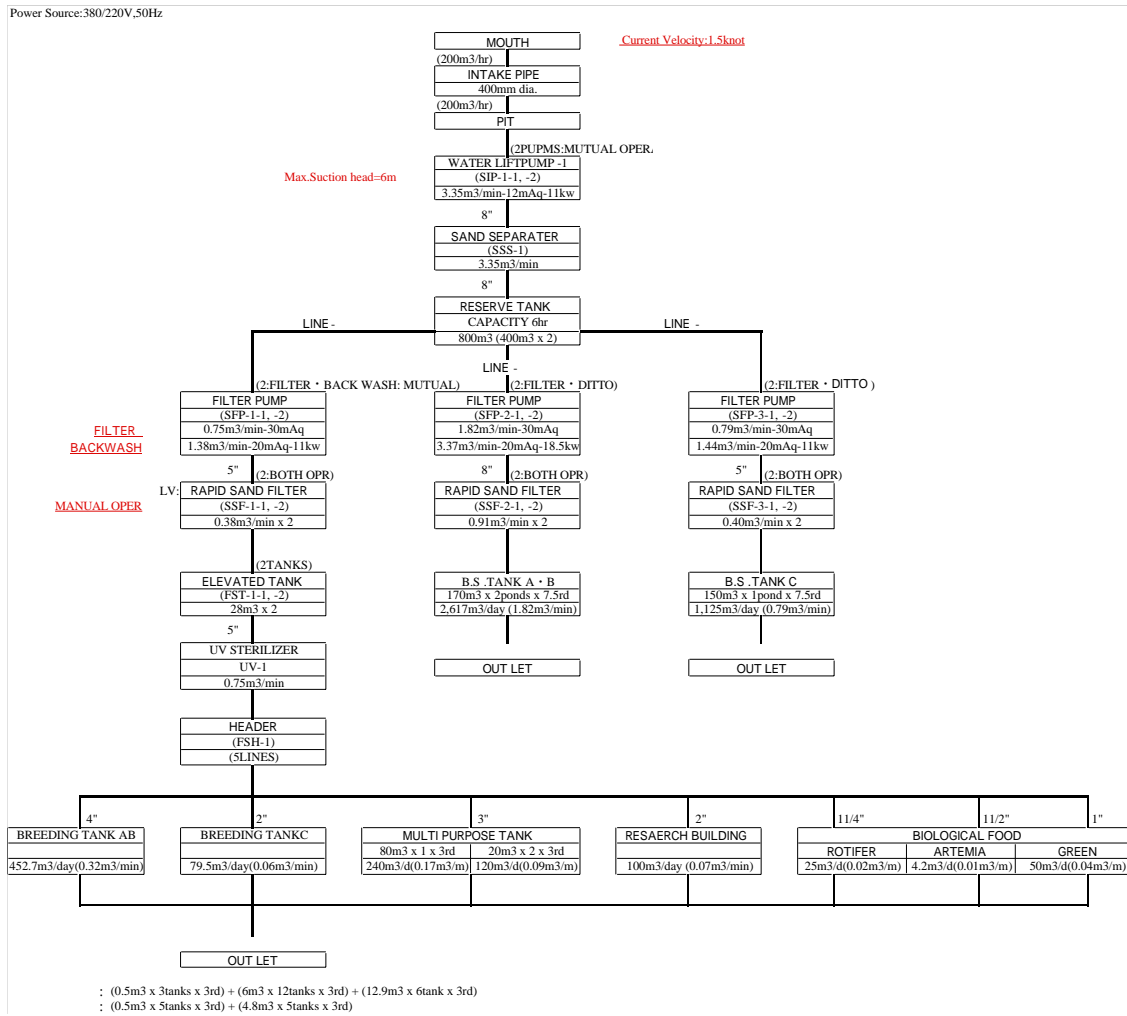 Power Source:380/220V,50Hz
MOUTH
Current Velocity:1.5knot
(200m3/hr)
INTAKE PIPE
400mm dia.
(200m3/hr)
PIT
(2PUPMS:MUTUAL OPER.
WATER LIFTPUMP -1
Max.Suction head=6m
(SIP-1-1, -2)
3.35m3/min-12mAq-11kw
8"
SAND SEPARATER
(SSS-1)
3.35m3/min
8"
RESERVE TANK
LINE -
CAPACITY 6hr
LINE -
800m3 (400m3 x 2)
LINE -
(2:FILTER・BACK WASH: MUTUAL)
(2:FILTER・DITTO)
(2:FILTER・DITTO )
FILTER PUMP
FILTER PUMP
FILTER PUMP
(SFP-1-1, -2)
(SFP-2-1, -2)
(SFP-3-1, -2)
FILTER
0.75m3/min-30mAq
1.82m3/min-30mAq
0.79m3/min-30mAq
BACKWASH
1.38m3/min-20mAq-11kw
3.37m3/min-20mAq-18.5kw
1.44m3/min-20mAq-11kw
5"
(2:BOTH OPR)
8"
(2:BOTH OPR)
5"
(2:BOTH OPR)
LV:
RAPID SAND FILTER
RAPID SAND FILTER
RAPID SAND FILTER
MANUAL OPER
(SSF-1-1, -2)
(SSF-2-1, -2)
(SSF-3-1, -2)
0.38m3/min x 2
0.91m3/min x 2
0.40m3/min x 2
(2TANKS)
ELEVATED TANK
B.S .TANK A・B
B.S .TANK C
(FST-1-1, -2)
170m3 x 2ponds x 7.5rd
150m3 x 1pond x 7.5rd
28m3 x 2
2,617m3/day (1.82m3/min)
1,125m3/day (0.79m3/min)
5"
UV STERILIZER
UV-1
OUT LET
OUT LET
0.75m3/min
HEADER
(FSH-1)
(5LINES)
4"
2"
3"
2"
11/4"
11/2"
1"
BREEDING TANK AB
BREEDING TANKC
MULTI PURPOSE TANK
RESAERCH BUILDING
BIOLOGICAL FOOD
80m3 x 1 x 3rd
20m3 x 2 x 3rd
ROTIFER
ARTEMIA
GREEN
452.7m3/day(0.32m3/min)
79.5m3/day(0.06m3/min)
240m3/d(0.17m3/m)
120m3/d(0.09m3/m)
100m3/day (0.07m3/min)
25m3/d(0.02m3/m)
4.2m3/d(0.01m3/m)
50m3/d(0.04m3/m)
OUT LET
: (0.5m3 x 3tanks x 3rd) + (6m3 x 12tanks x 3rd) + (12.9m3 x 6tank x 3rd)
: (0.5m3 x 5tanks x 3rd) + (4.8m3 x 5tanks x 3rd)